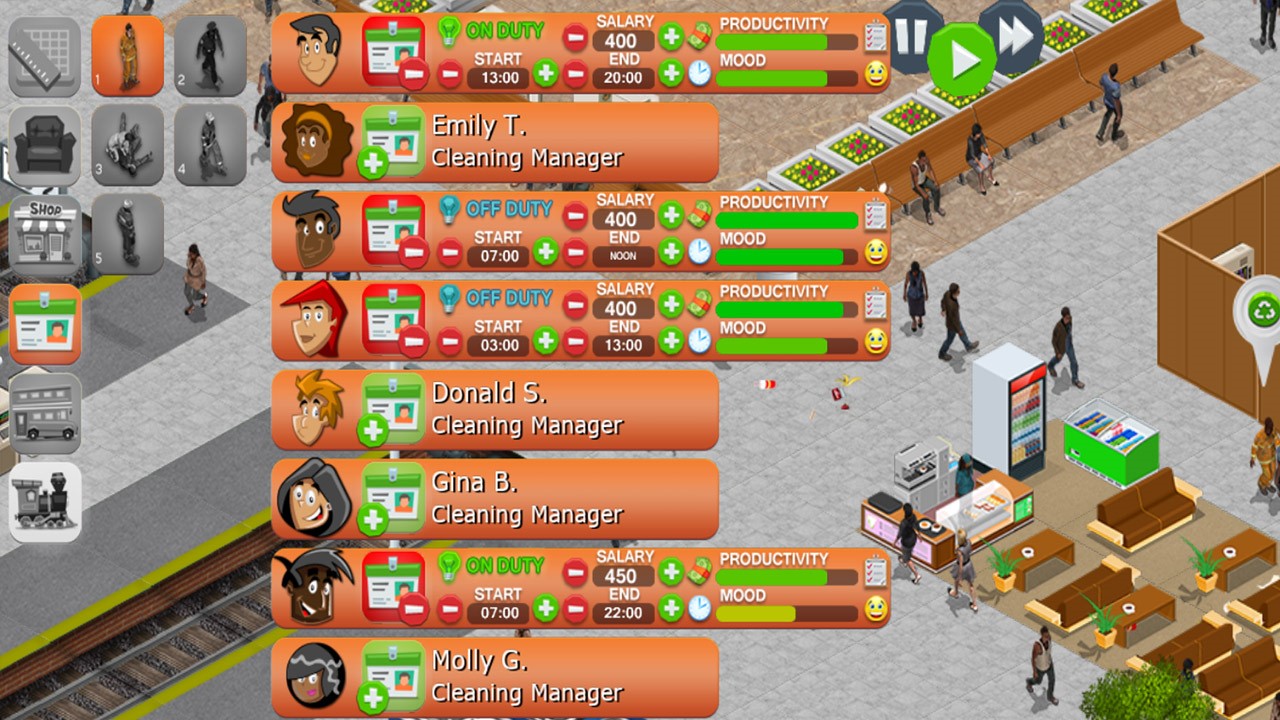 ON DUTY
SALARY
400
PRODUCTIVITY
START
13:00
END
20:00
MOOD
Emily T.
Cleaning Manager
OFF DUTY
SALARY
400
PRODUCTIVITY
START
07:00
END
NOON
MOOD
OFF DUTY
SALARY
400
PRODUCTIVITY
START
03:00
END
13:00
MOOD
Donald S.
Cleaning Manager
Gina B.
Cleaning Manager
ON DUTY
SALARY
450
PRODUCTIVITY
START
07:00
END
22:00
MOOD
Molly G.
Cleaning Manager
1
2
3
4
SHOP
5